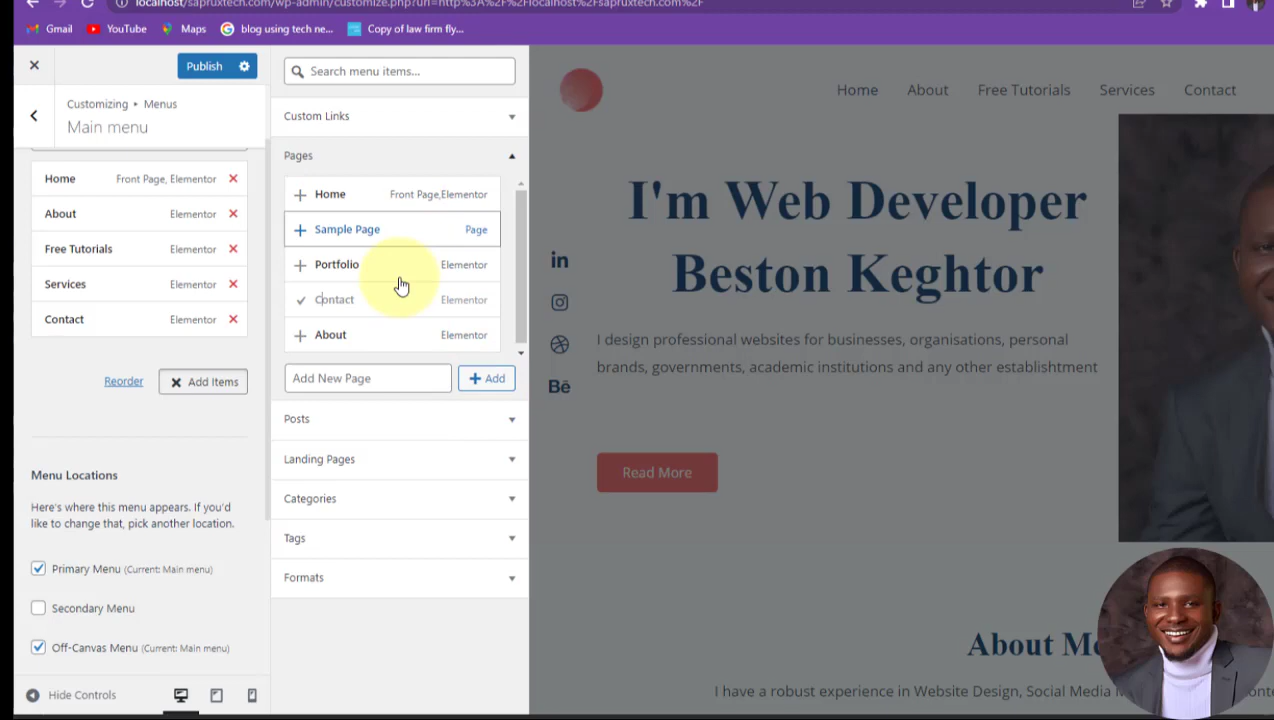 localhost/sapruxtech.com/wp-admin/customize.php?url=http%3A%2F%2Flocalhost%2Fsapruxtech.com%2F
Gmail YouTube Maps blog using tech ne... Copy of law firm fly...
Publish
Customizing ▸ Menus
Main menu
Home Front Page, Elementor
About Elementor
Free Tutorials Elementor
Services Elementor
Contact Elementor
Reorder Add Items
Menu Locations
Here's where this menu appears. If you'd
like to change that, pick another location.
Primary Menu (Current: Main menu)
Secondary Menu
Off-Canvas Menu (Current: Main menu)
Hide Controls
Search menu items...
Custom Links
Pages
Home Front Page,Elementor
Sample Page Page
Portfolio Elementor
Contact Elementor
About Elementor
Add New Page + Add
Posts
Landing Pages
Categories
Tags
Formats
Home About Free Tutorials Services Contact
I'm Web Developer
Beston Keghtor
in
Bē
I design professional websites for businesses, organisations, personal
brands, governments, academic institutions and any other establishment
Read More
About M
I have a robust experience in Website Design, Social Media